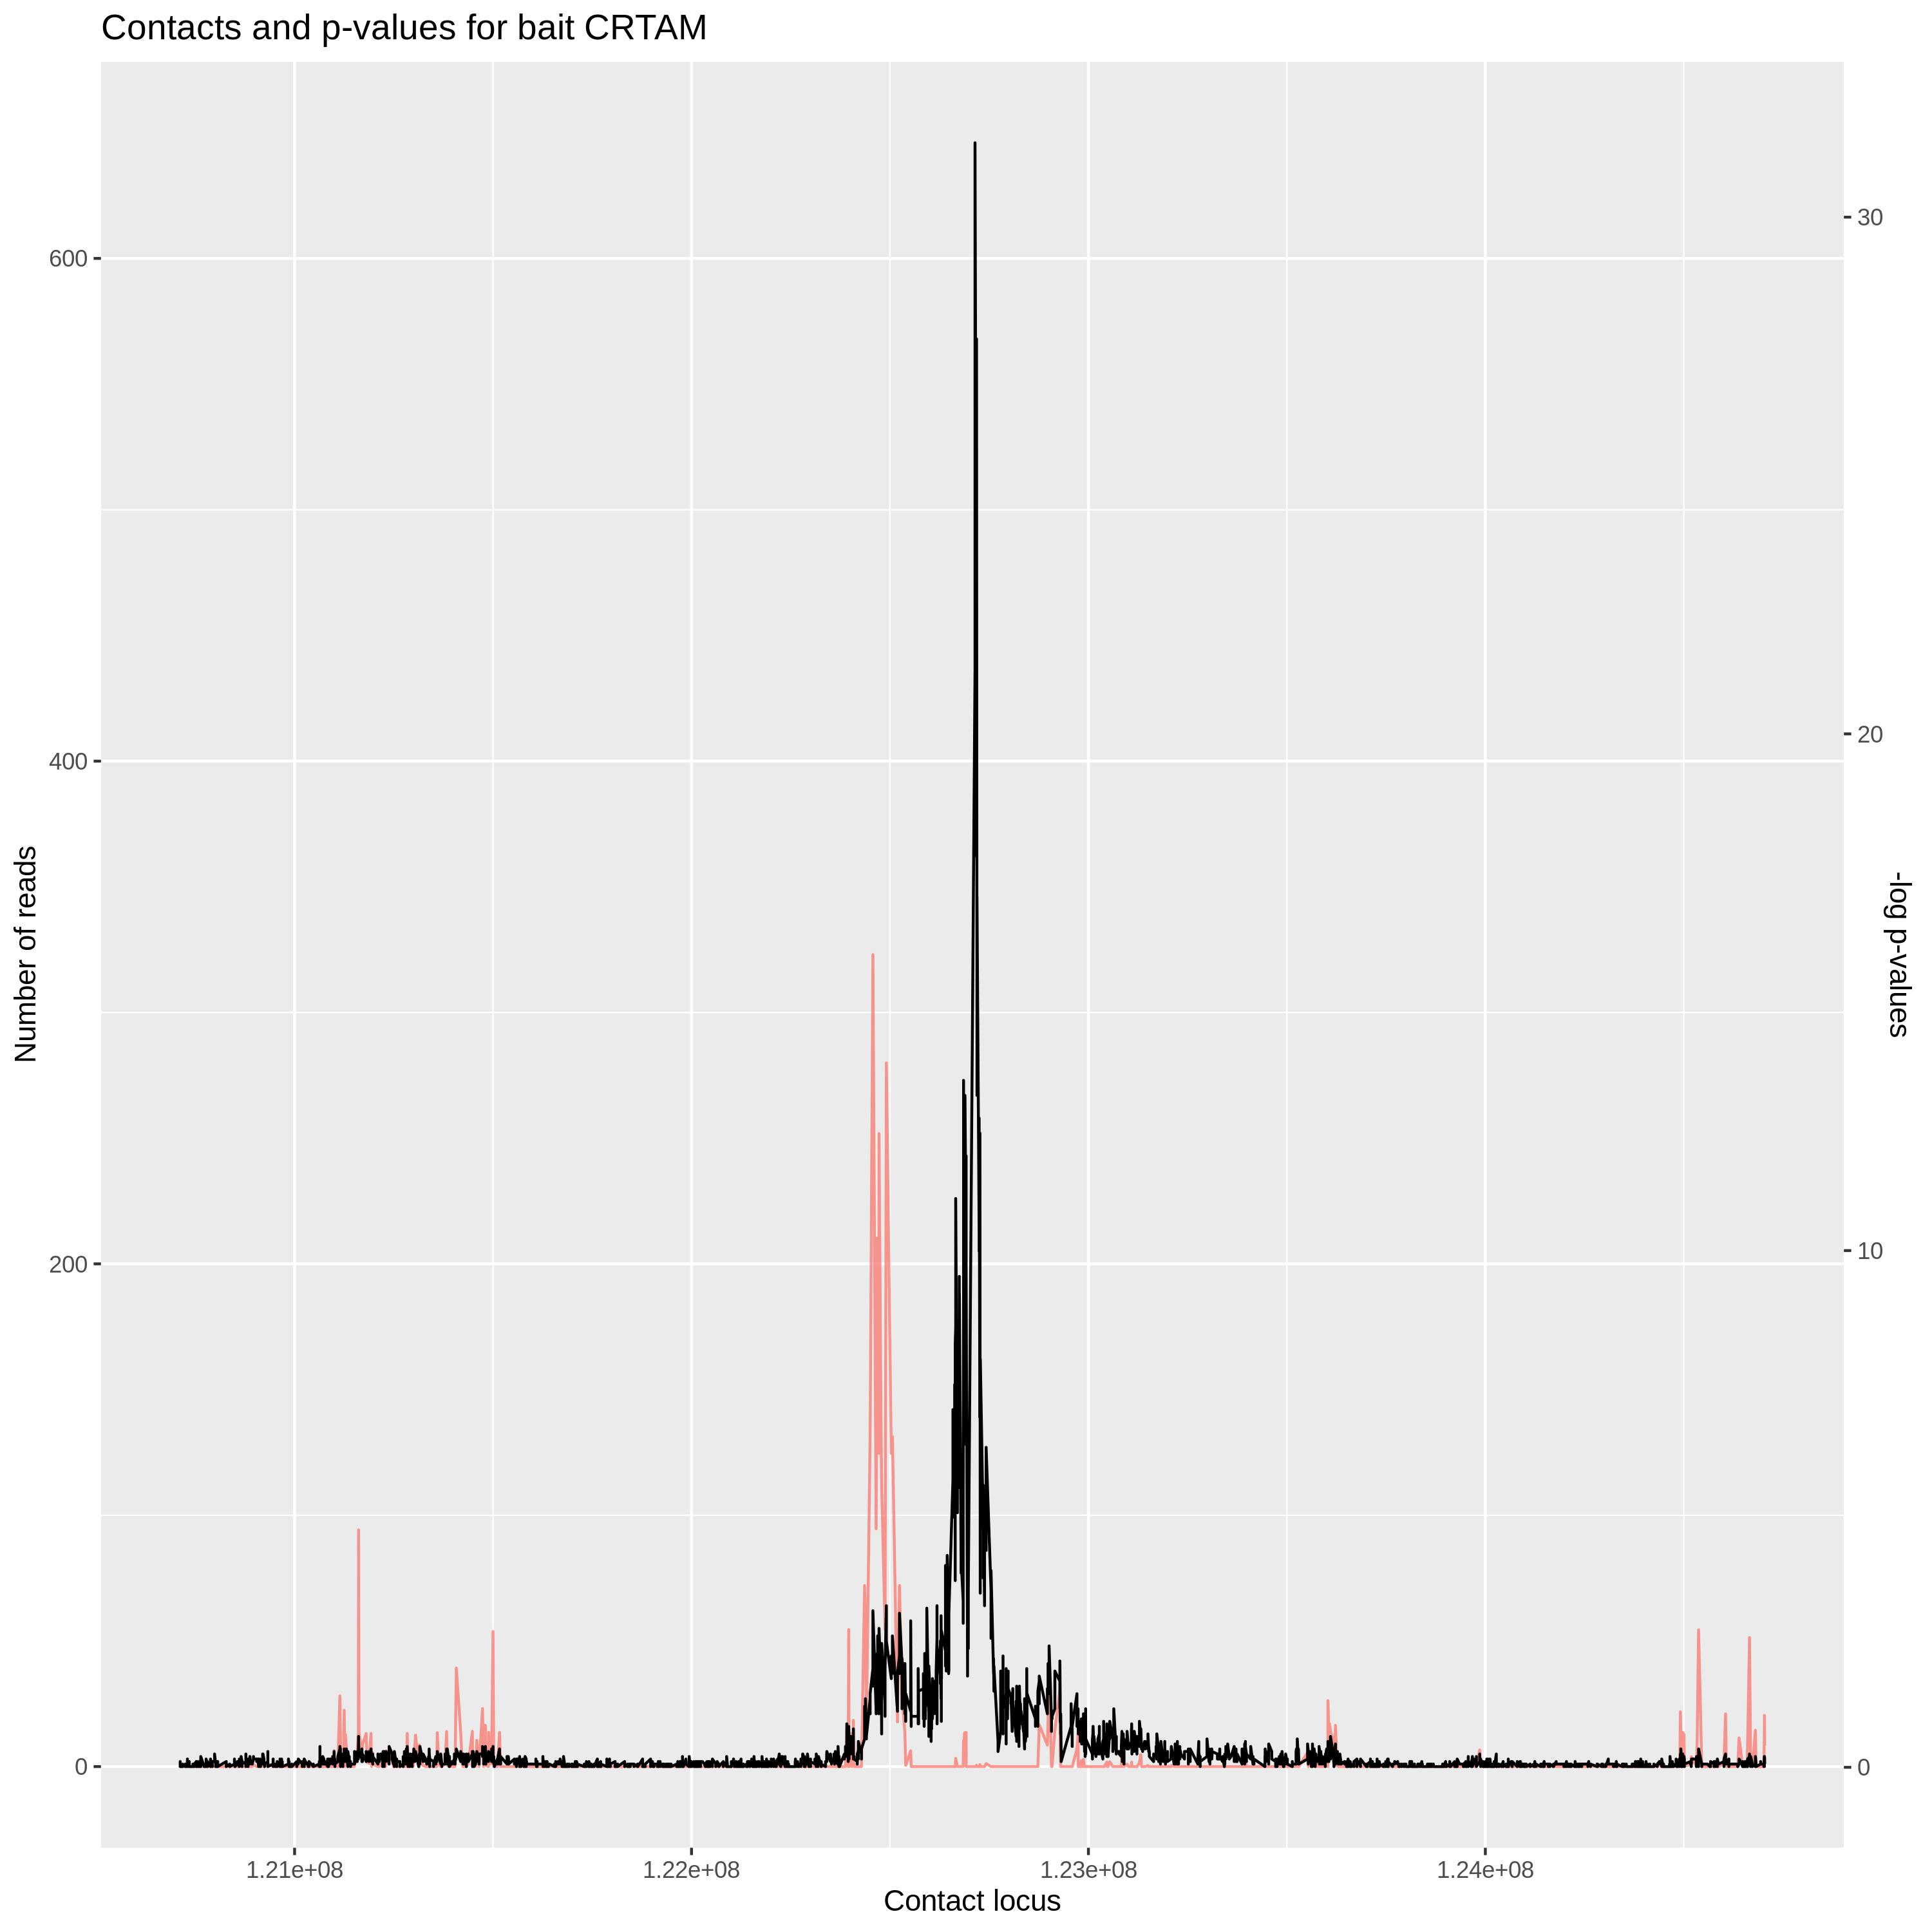 Contacts and p-values for bait CRTAM
Number of reads
600
400
200
0
30
20
10
0
-log p-values
1.21e+08
1.22e+08
1.23e+08
1.24e+08
Contact locus